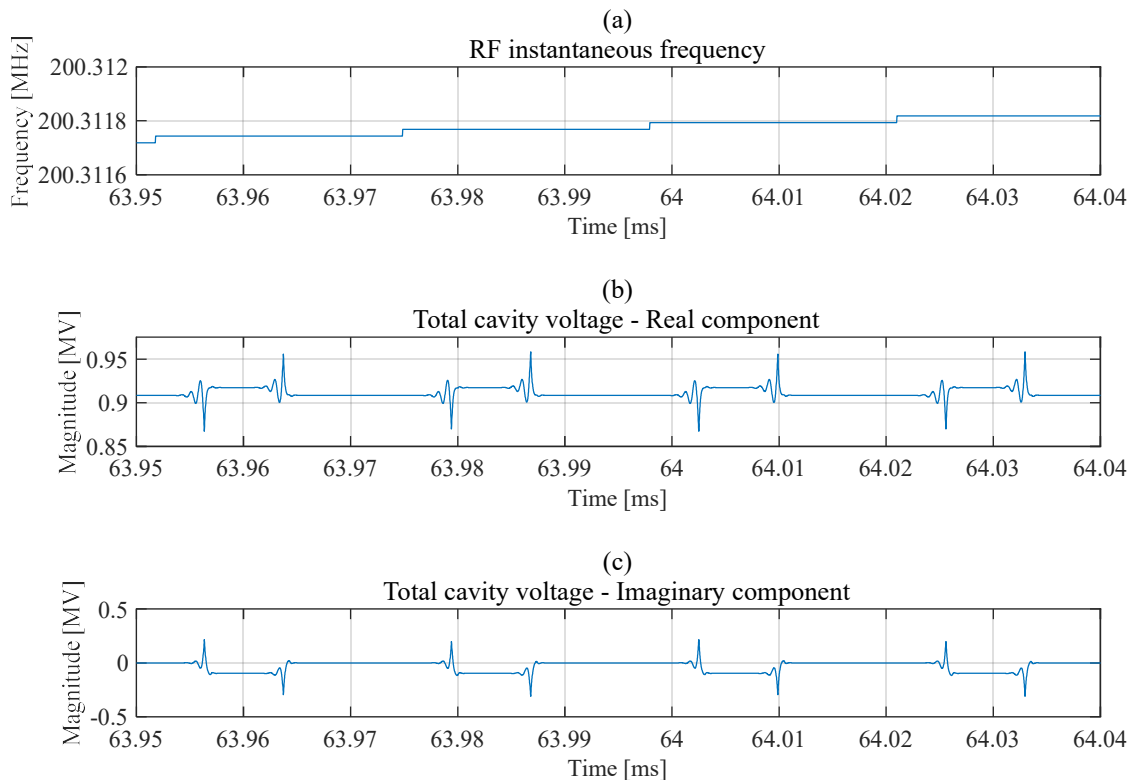 (a)
RF instantaneous frequency
Frequency [MHz]
200.312
200.3118
200.3116
63.95 63.96 63.97 63.98 63.99 64 64.01 64.02 64.03 64.04
Time [ms]
(b)
Total cavity voltage - Real component
Magnitude [MV]
0.95
0.9
0.85
63.95 63.96 63.97 63.98 63.99 64 64.01 64.02 64.03 64.04
Time [ms]
(c)
Total cavity voltage - Imaginary component
Magnitude [MV]
0.5
0
-0.5
63.95 63.96 63.97 63.98 63.99 64 64.01 64.02 64.03 64.04
Time [ms]